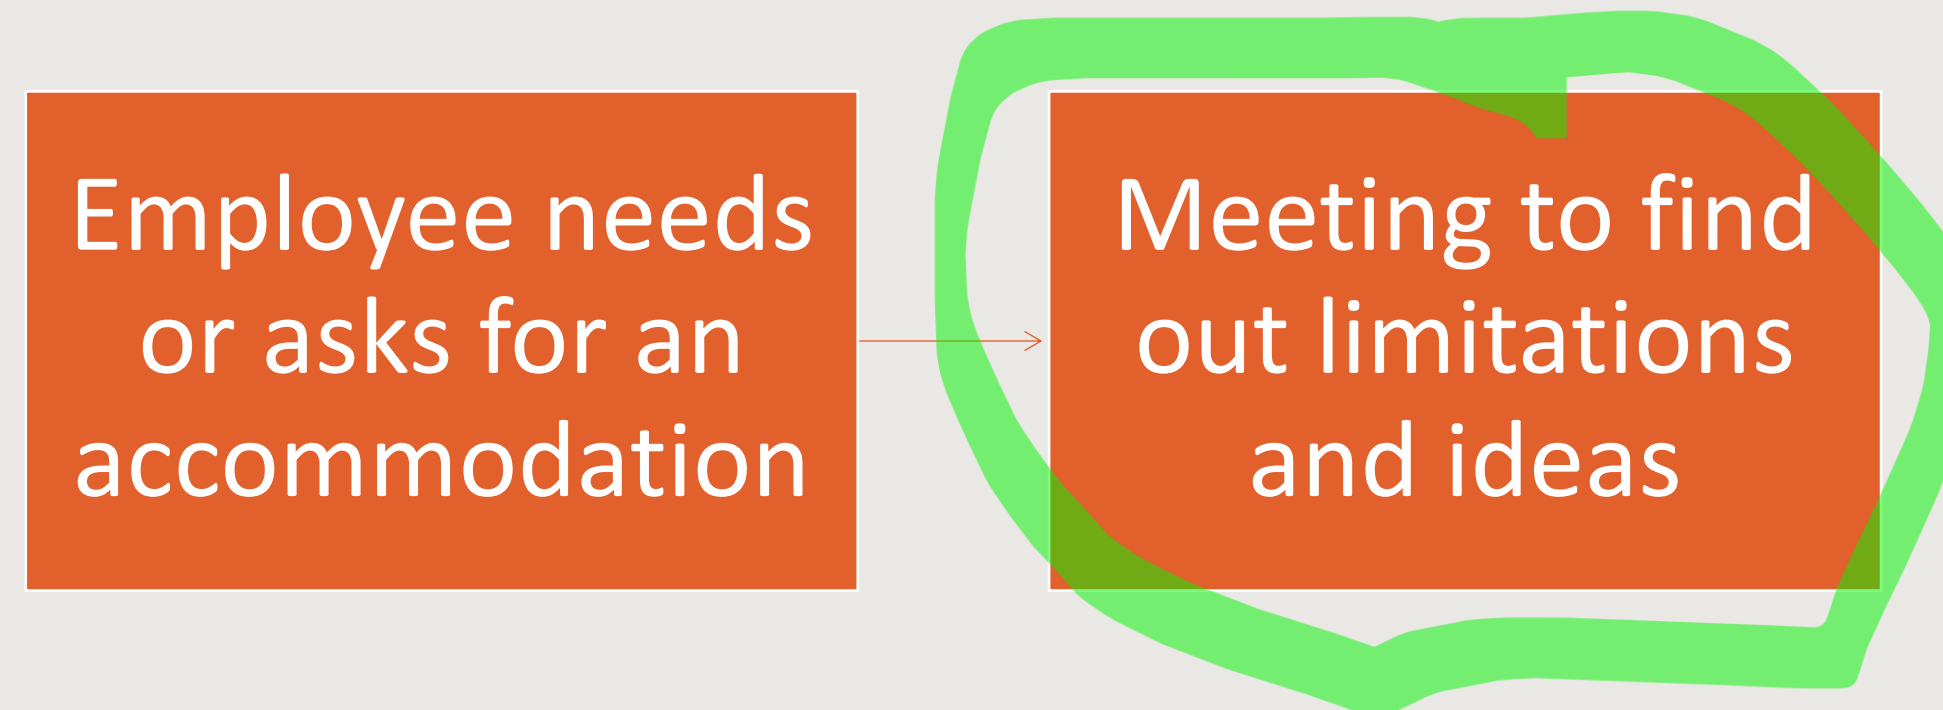 Employee needs
or asks for an
accommodation
Meeting to find
out limitations
and ideas